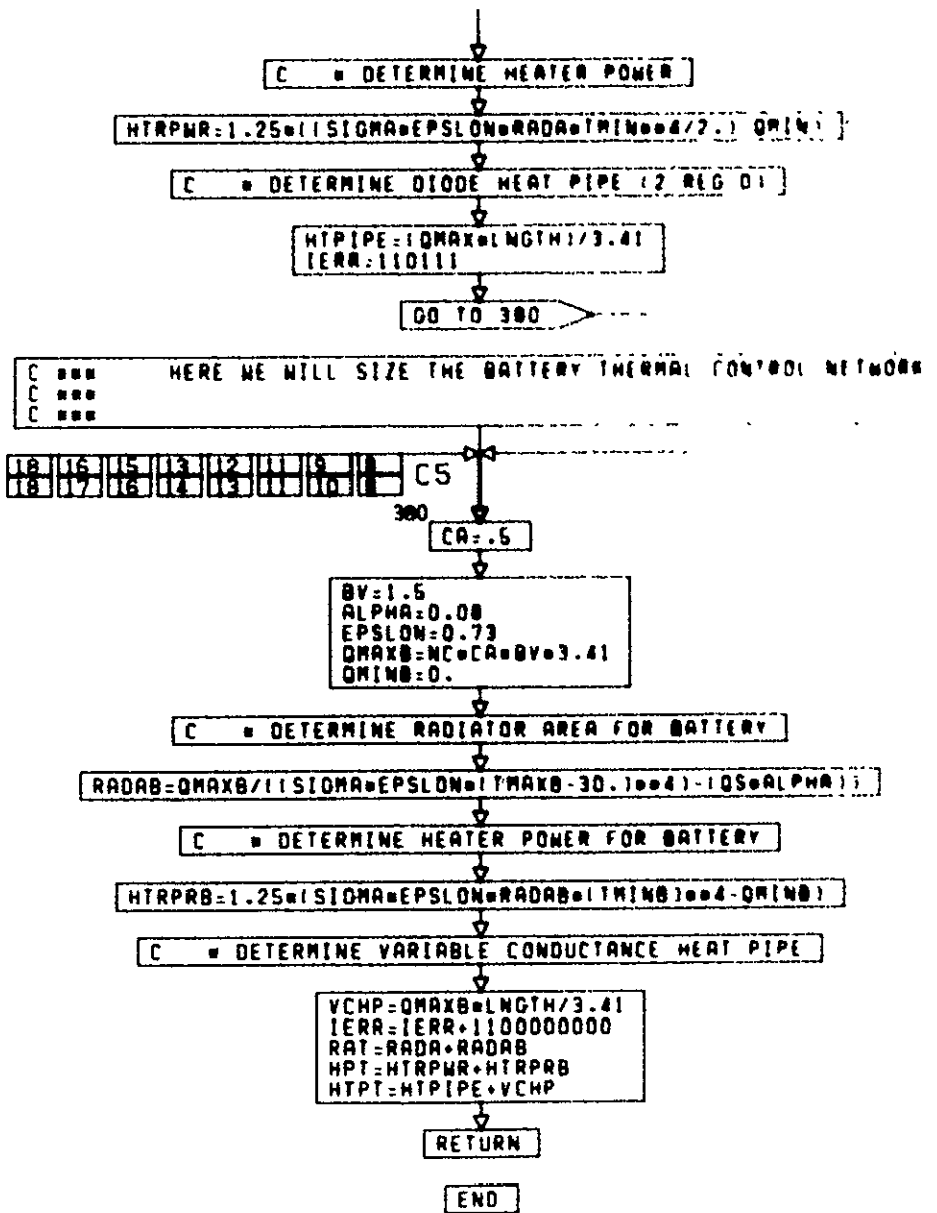 C * DETERMINE HEATER POWER
HTRPWR=1.25*((SIGMA*EPSLON*RADA*TMIN**4/2.) QMIN)
C * DETERMINE DIODE HEAT PIPE (2 REG D)
HTPIPE=(QMAX*LNGTH)/3.41
IERR=110111
GO TO 300
C *** HERE WE WILL SIZE THE BATTERY THERMAL CONTROL NETWORK
C ***
C ***
18 16 15 13 12 11 9
18 17 16 14 13 11 10
C5
300
CA=.5
BV=1.5
ALPHA=0.08
EPSLON=0.73
QMAXB=NC*CA*BV*3.41
QMINB=0.
C * DETERMINE RADIATOR AREA FOR BATTERY
RADAB=QMAXB/((SIGMA*EPSLON*(TMAXB-30.)**4)-(QS*ALPHA))
C * DETERMINE HEATER POWER FOR BATTERY
HTRPRB=1.25*(SIGMA*EPSLON*RADAB*(TMINB)**4-QMINB)
C * DETERMINE VARIABLE CONDUCTANCE HEAT PIPE
VCHP=QMAXB*LNGTH/3.41
IERR=IERR+1100000000
RAT=RADA+RADAB
HPT=HTRPWR+HTRPRB
HTPT=HTPIPE+VCHP
RETURN
END